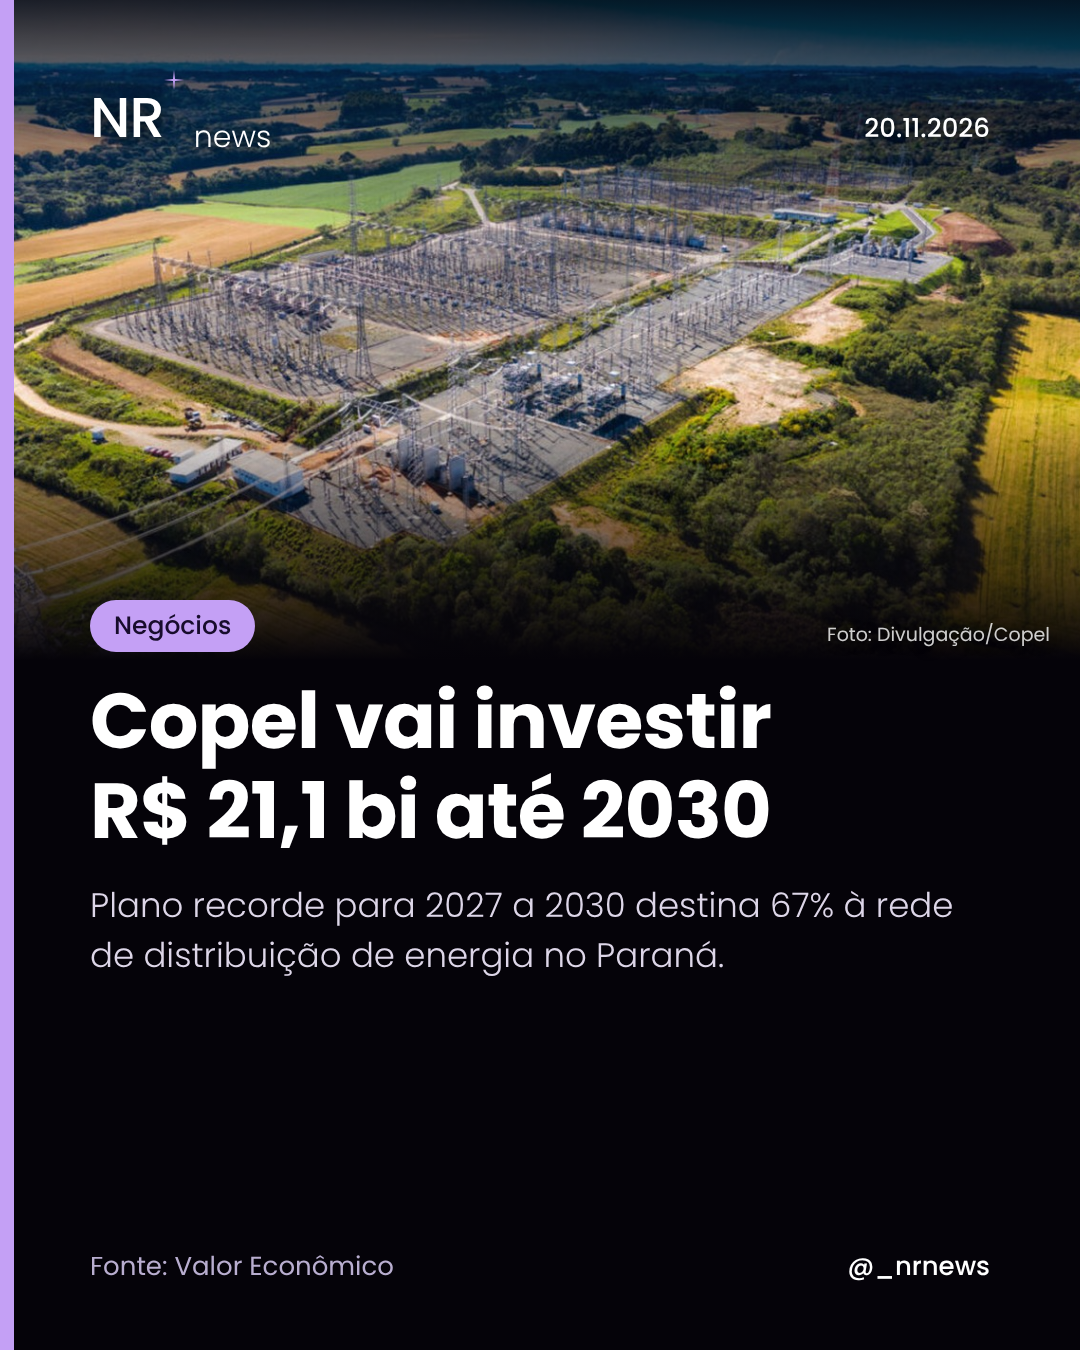 NR
news
20.11.2026
Negócios
Foto: Divulgação/Copel
Copel vai investir
R$ 21,1 bi até 2030
Plano recorde para 2027 a 2030 destina 67% à rede
de distribuição de energia no Paraná.
Fonte: Valor Econômico
@_nrnews